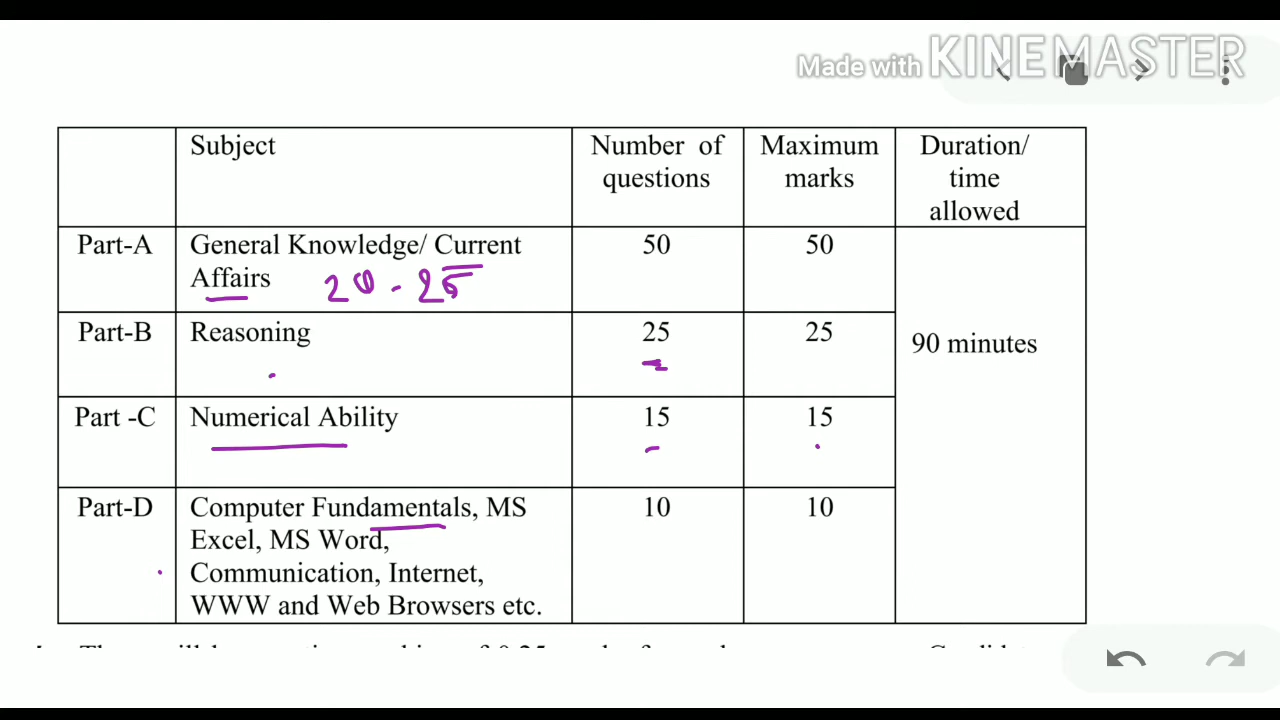 Made with KINEMASTER
Subject
Number of
questions
Maximum
marks
Duration/
time
allowed
Part-A
General Knowledge/ Current
Affairs
20 - 25
50
50
Part-B
Reasoning
25
25
90 minutes
Part -C
Numerical Ability
15
15
Part-D
Computer Fundamentals, MS
Excel, MS Word,
Communication, Internet,
WWW and Web Browsers etc.
10
10